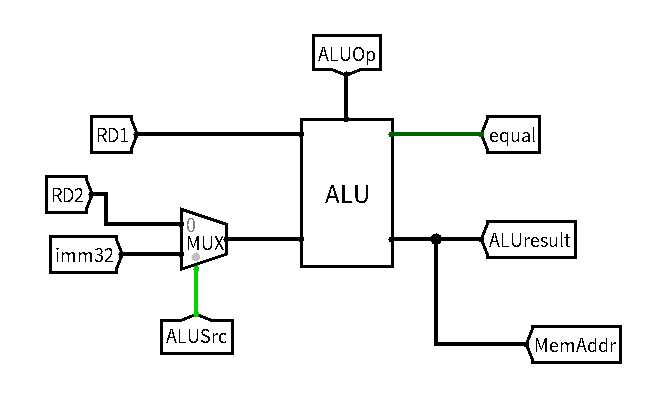 ALUOp
RD1
equal
RD2
ALU
0
MUX
imm32
ALUresult
ALUSrc
MemAddr